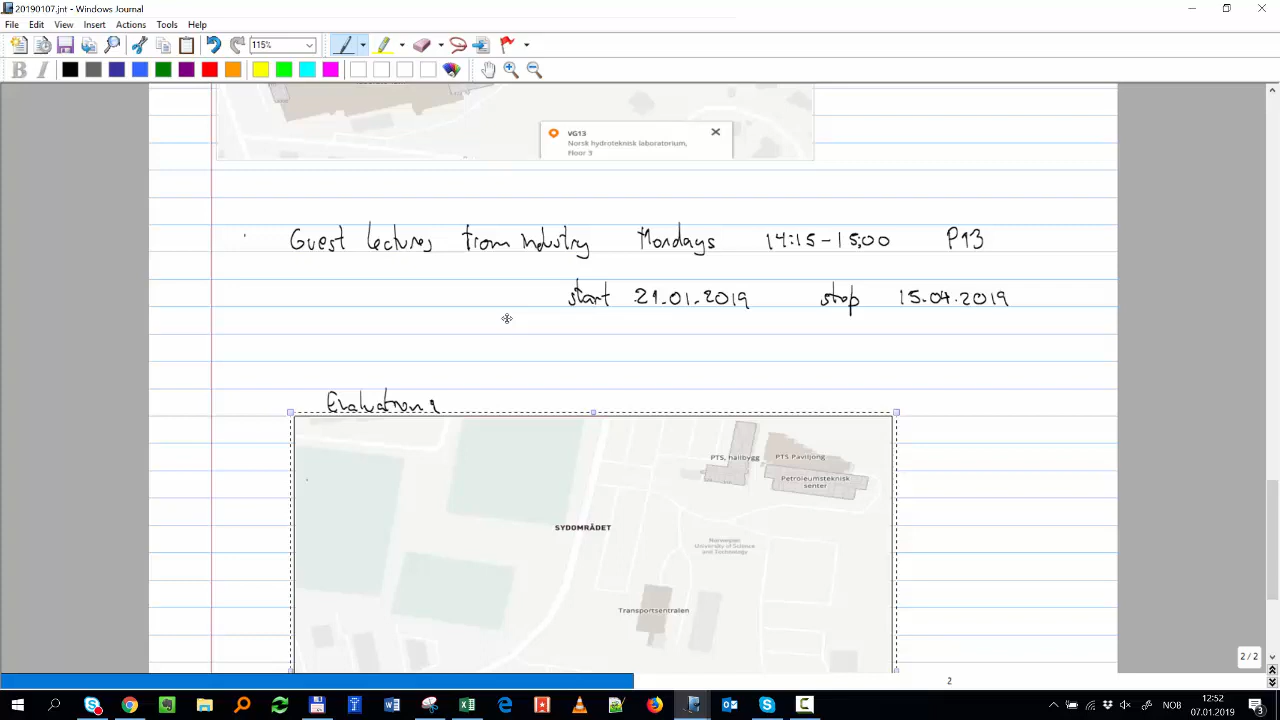 20190107.jnt - Windows Journal
File Edit View Insert Actions Tools Help
115%
VG13
Norsk hydroteknisk laboratorium,
Floor 3
Guest lectures from Industry Mondays 14:15-15:00 P13
start 21.01.2019 stop 15.04.2019
Evaluation:
PTS, hallbygg
PTS Paviljong
Petroleumsteknisk
senter
SYDOMRÅDET
Norwegian
University of Science
and Technology
Transportsentralen
2/2
2
NOB
12:52
07.01.2019